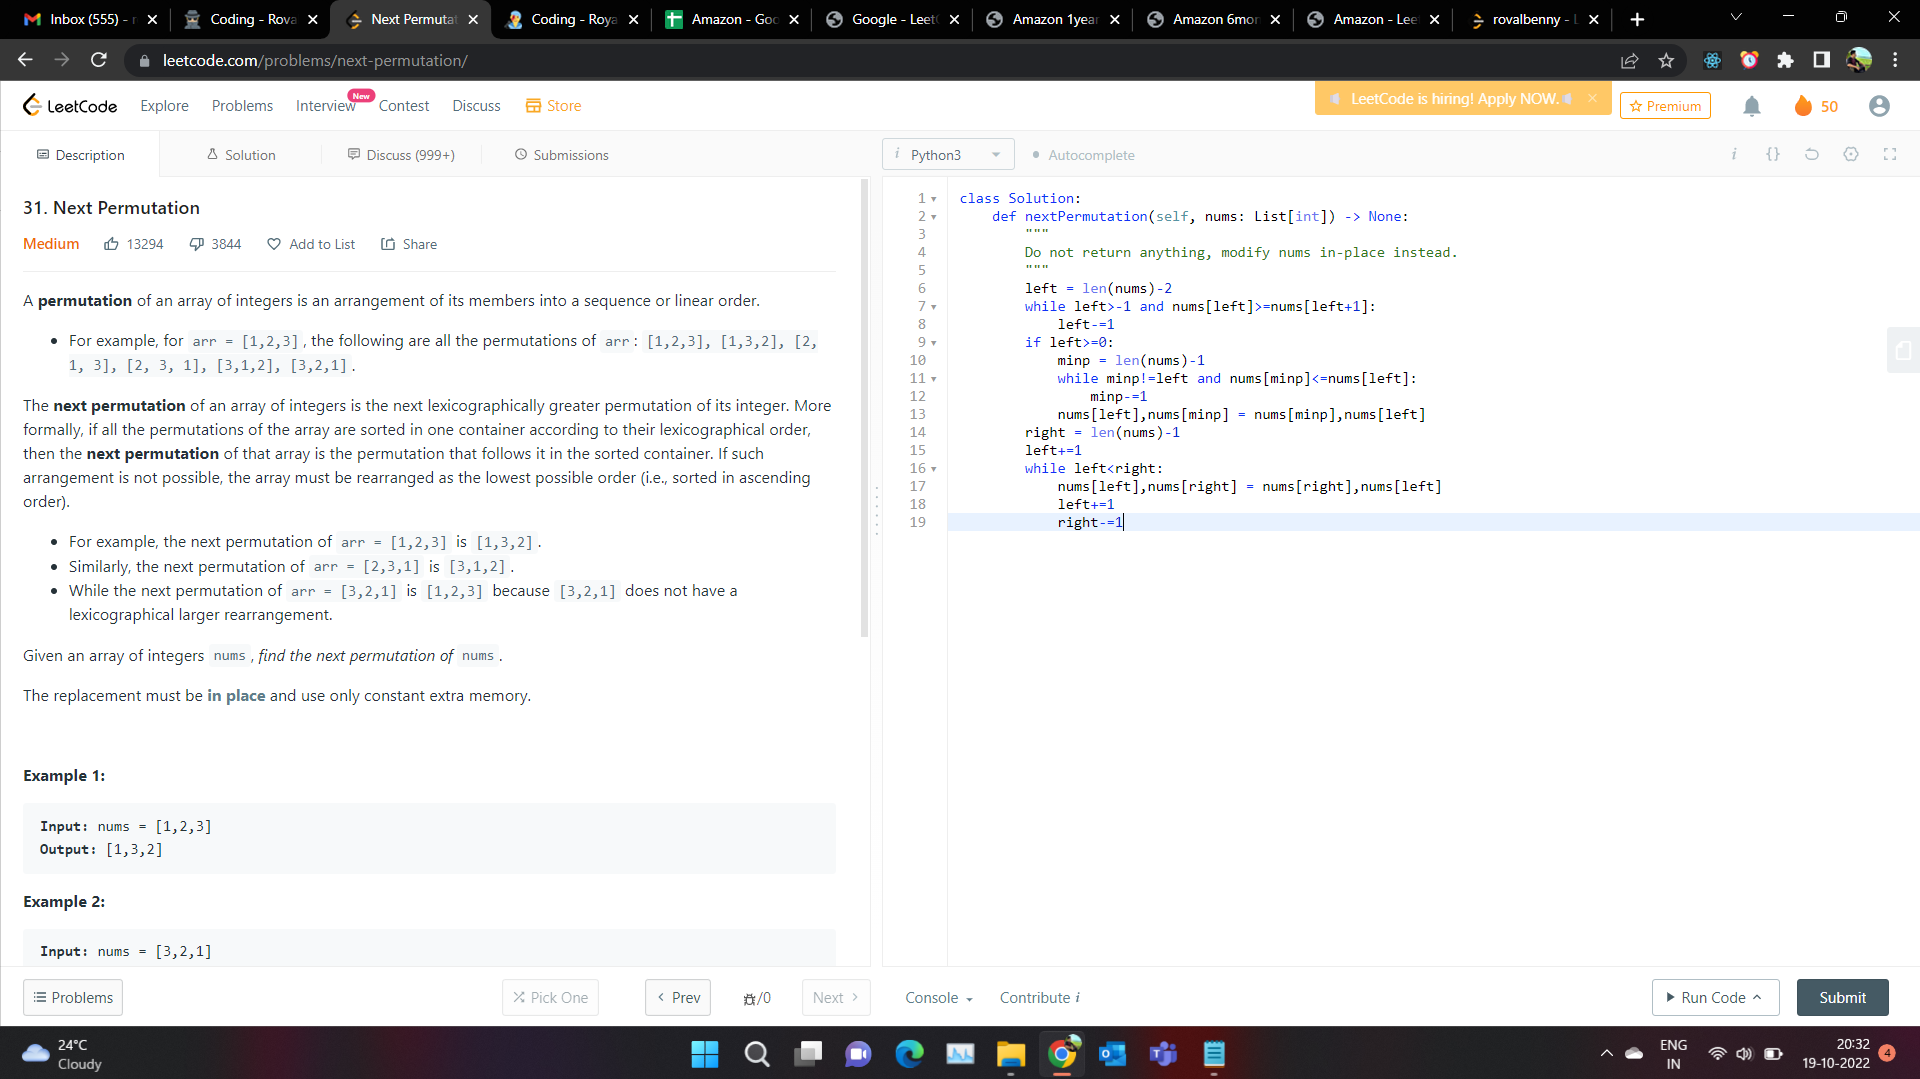 Inbox (555) - r
Coding - Rova
Next Permutat
Coding - Roya
Amazon - Goo
Google - Leet
Amazon 1year
Amazon 6mon
Amazon - Lee
rovalbenny - L
leetcode.com/problems/next-permutation/
LeetCode Explore Problems Interview New Contest Discuss Store
LeetCode is hiring! Apply NOW.
Premium
50
Description
Solution
Discuss (999+)
Submissions
31. Next Permutation
Medium 13294 3844 Add to List Share
A permutation of an array of integers is an arrangement of its members into a sequence or linear order.
• For example, for arr = [1,2,3], the following are all the permutations of arr: [1,2,3], [1,3,2], [2,
1, 3], [2, 3, 1], [3,1,2], [3,2,1].
The next permutation of an array of integers is the next lexicographically greater permutation of its integer. More
formally, if all the permutations of the array are sorted in one container according to their lexicographical order,
then the next permutation of that array is the permutation that follows it in the sorted container. If such
arrangement is not possible, the array must be rearranged as the lowest possible order (i.e., sorted in ascending
order).
• For example, the next permutation of arr = [1,2,3] is [1,3,2].
• Similarly, the next permutation of arr = [2,3,1] is [3,1,2].
• While the next permutation of arr = [3,2,1] is [1,2,3] because [3,2,1] does not have a
lexicographical larger rearrangement.
Given an array of integers nums, find the next permutation of nums.
The replacement must be in place and use only constant extra memory.
Example 1:
Input: nums = [1,2,3]
Output: [1,3,2]
Example 2:
Input: nums = [3,2,1]
i Python3
Autocomplete
i {}
1 class Solution:
2     def nextPermutation(self, nums: List[int]) -> None:
3         """
4         Do not return anything, modify nums in-place instead.
5         """
6         left = len(nums)-2
7         while left>-1 and nums[left]>=nums[left+1]:
8             left-=1
9         if left>=0:
10             minp = len(nums)-1
11             while minp!=left and nums[minp]<=nums[left]:
12                 minp-=1
13             nums[left],nums[minp] = nums[minp],nums[left]
14         right = len(nums)-1
15         left+=1
16         while left<right:
17             nums[left],nums[right] = nums[right],nums[left]
18             left+=1
19             right-=1
Problems
Pick One
Prev
/0
Next
Console
Contribute i
Run Code
Submit
24°C
Cloudy
ENG
IN
20:32
19-10-2022
4